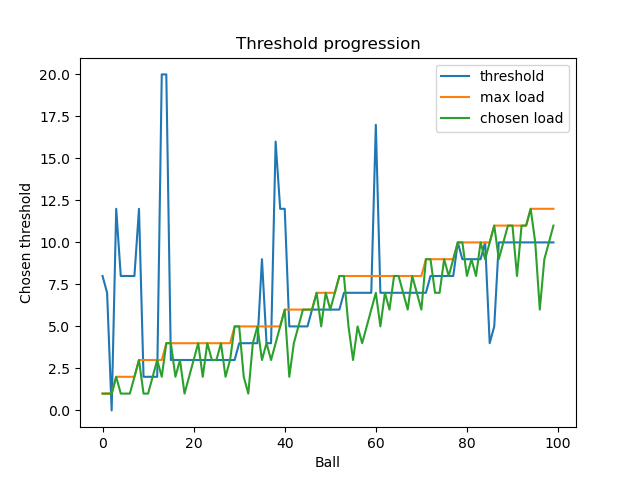 Threshold progression
threshold
max load
chosen load
Chosen threshold
20.0
17.5
15.0
12.5
10.0
7.5
5.0
2.5
0.0
0 20 40 60 80 100
Ball